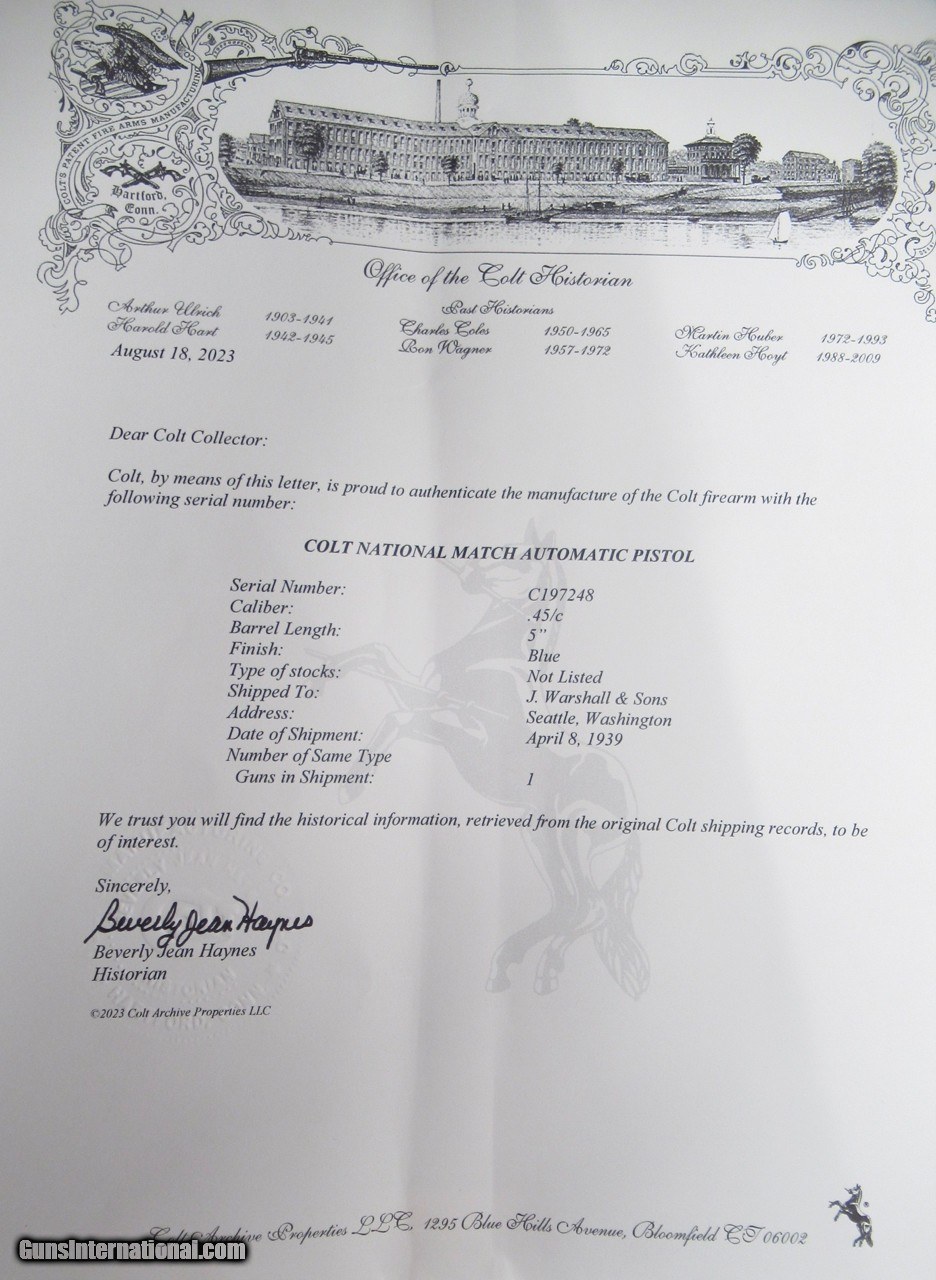 COLTS PATENT FIRE ARMS MANUFACTURING CO
Hartford,
Conn.
Office of the Colt Historian
Past Historians
Arthur Ulrich 1903-1941
Harold Hart 1942-1945
Charles Coles 1950-1965
Ron Wagner 1957-1972
Martin Huber 1972-1993
Kathleen Hoyt 1988-2009
August 18, 2023
Dear Colt Collector:
Colt, by means of this letter, is proud to authenticate the manufacture of the Colt firearm with the
following serial number:
COLT NATIONAL MATCH AUTOMATIC PISTOL
Serial Number: C197248
Caliber: .45/c
Barrel Length: 5”
Finish: Blue
Type of stocks: Not Listed
Shipped To: J. Warshall & Sons
Address: Seattle, Washington
Date of Shipment: April 8, 1939
Number of Same Type
Guns in Shipment: 1
We trust you will find the historical information, retrieved from the original Colt shipping records, to be
of interest.
Sincerely,
Beverly Jean Haynes
Beverly Jean Haynes
Historian
©2023 Colt Archive Properties LLC
Colt Archive Properties LLC, 1295 Blue Hills Avenue, Bloomfield CT 06002
GunsInternational.com